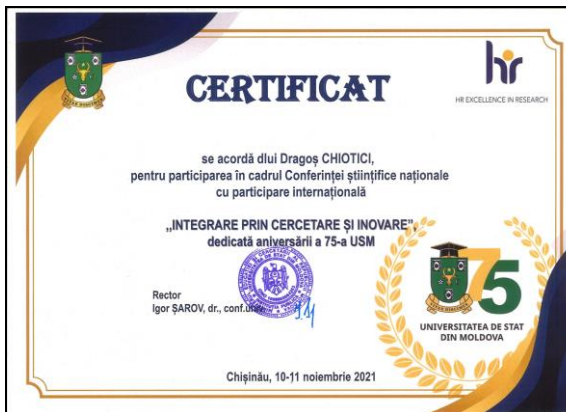 CERTIFICAT
hr
HR EXCELLENCE IN RESEARCH
se acordă dlui Dragoș CHIOTICI,
pentru participarea în cadrul Conferinței științifice naționale
cu participare internațională
„INTEGRARE PRIN CERCETARE ȘI INOVARE”,
dedicată aniversării a 75-a USM
Rector
Igor ȘAROV, dr., conf.univ.
75
UNIVERSITATEA DE STAT
DIN MOLDOVA
Chișinău, 10-11 noiembrie 2021